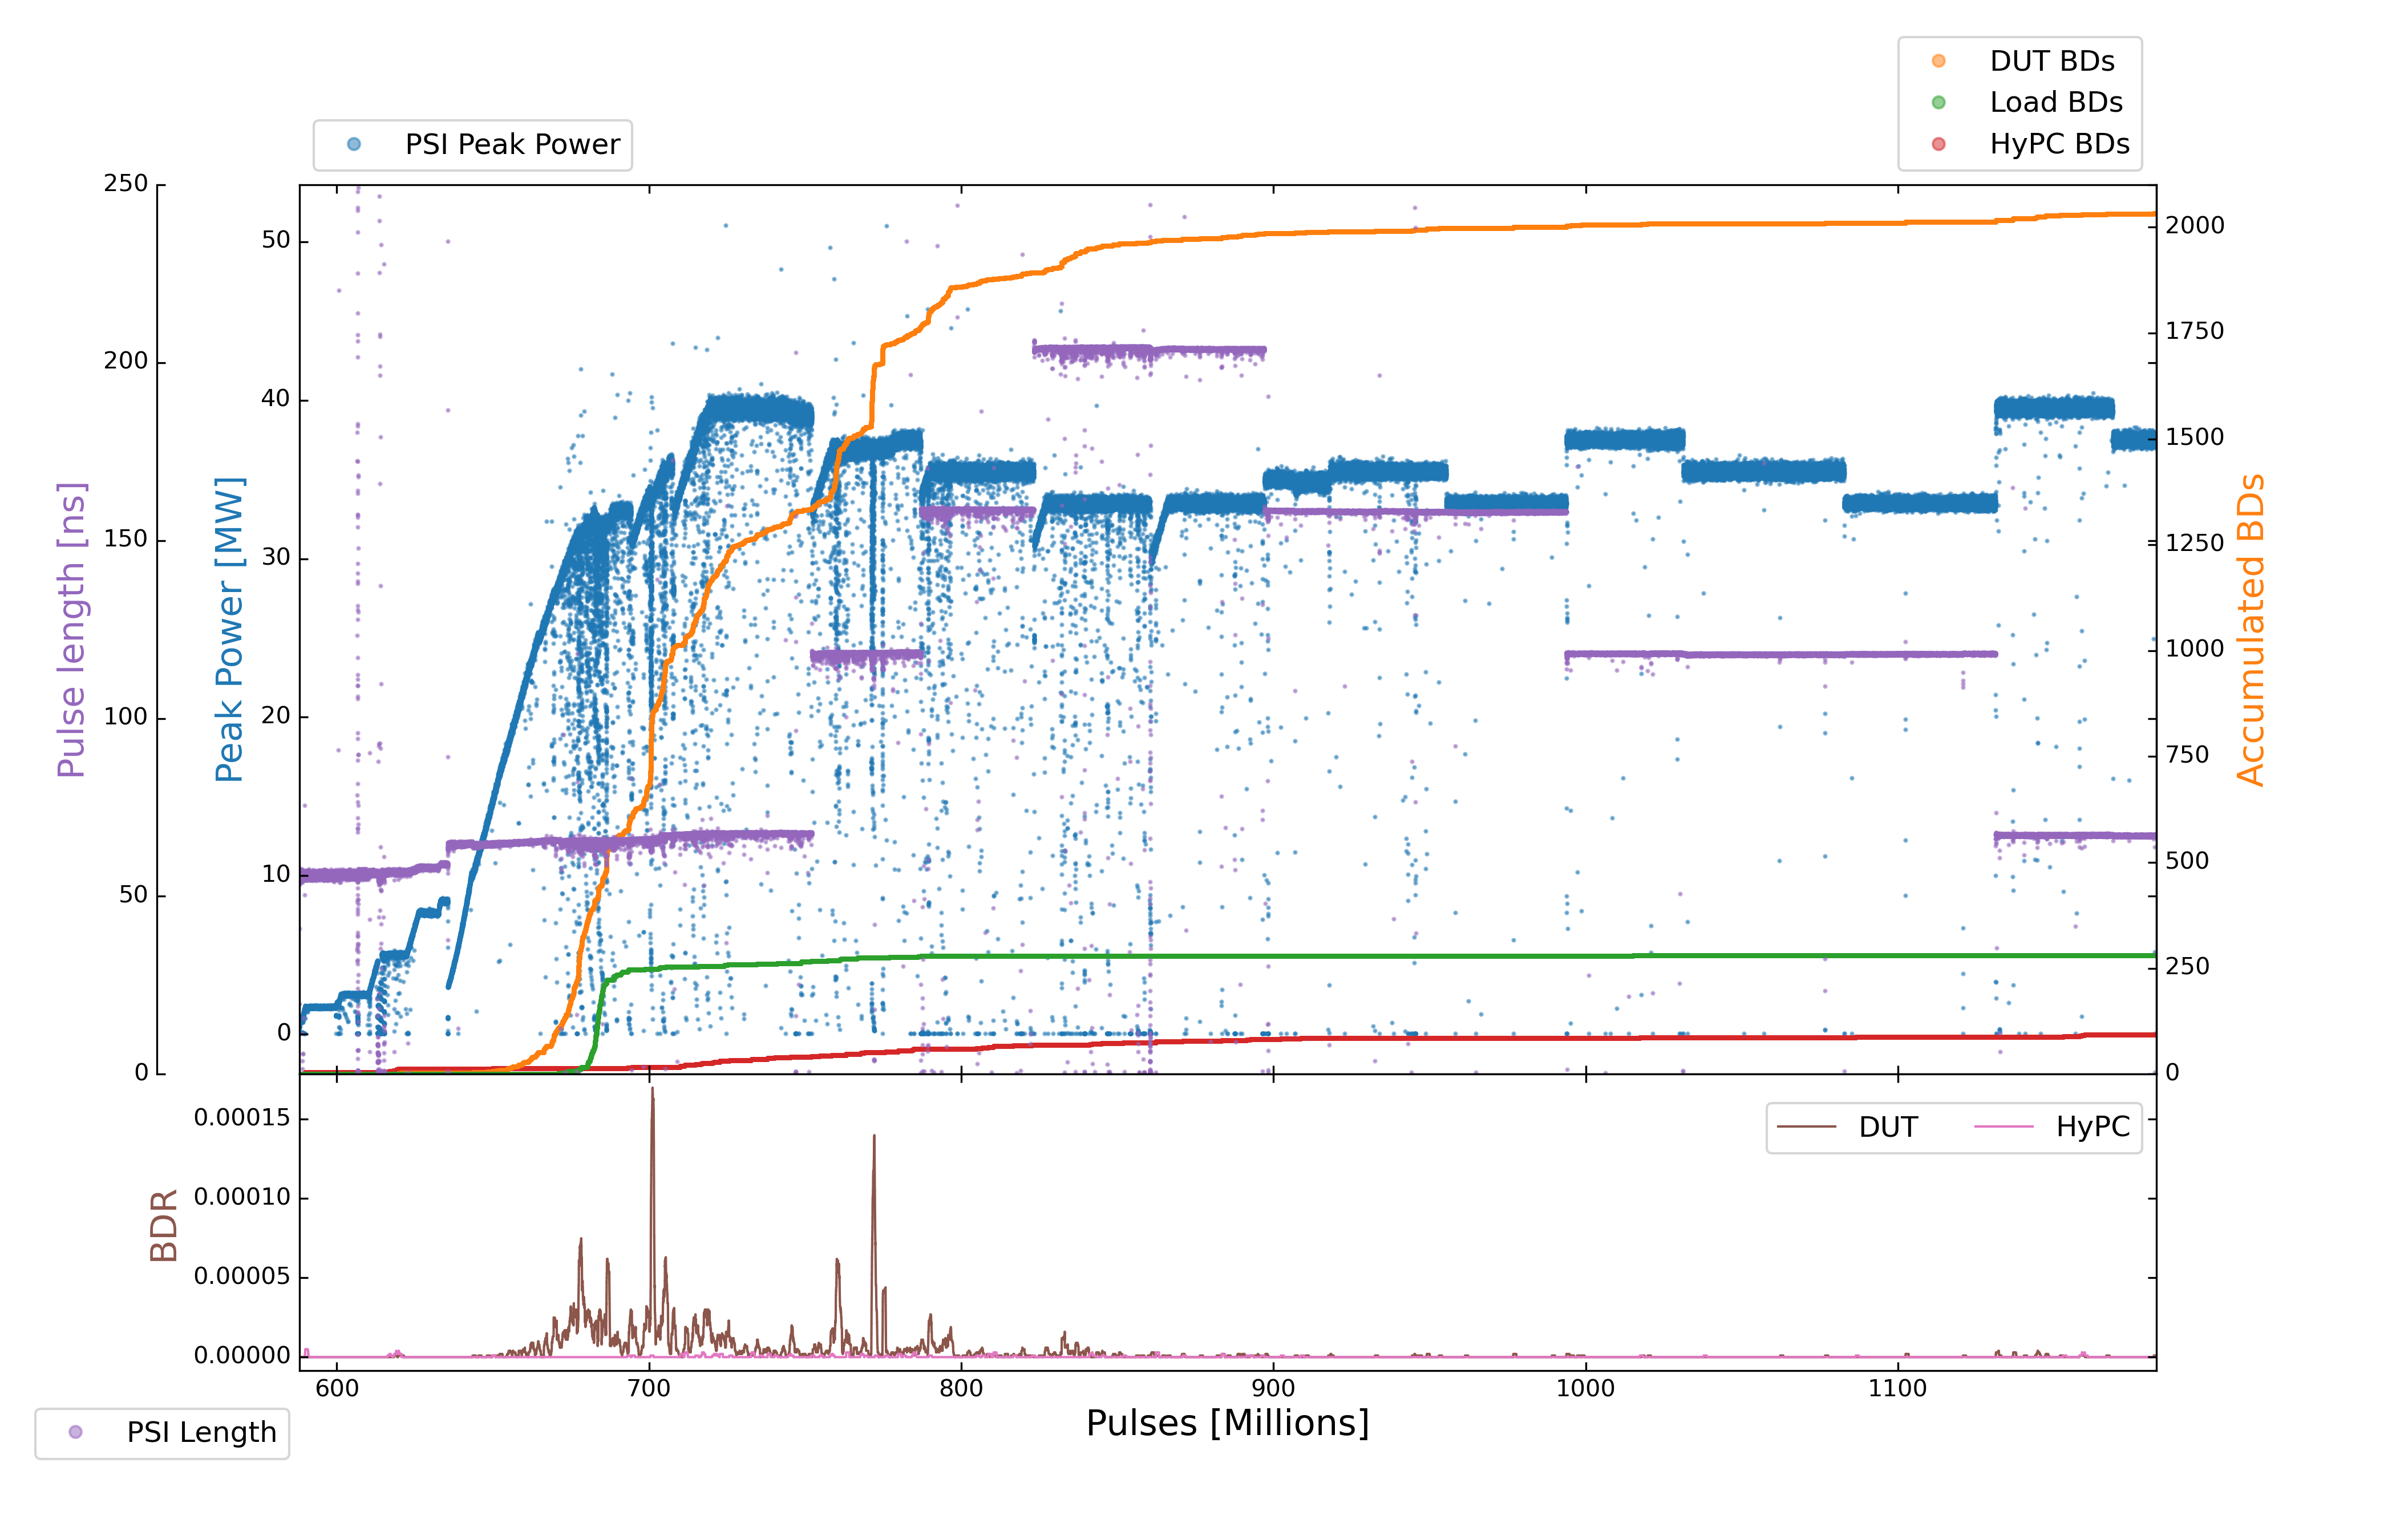 DUT BDs
Load BDs
HyPC BDs
PSI Peak Power
250
200
150
100
50
0
Pulse length [ns]
50
40
30
20
10
0
Peak Power [MW]
2000
1750
1500
1250
1000
750
500
250
0
Accumulated BDs
DUT HyPC
0.00015
0.00010
0.00005
0.00000
BDR
600 700 800 900 1000 1100
Pulses [Millions]
PSI Length